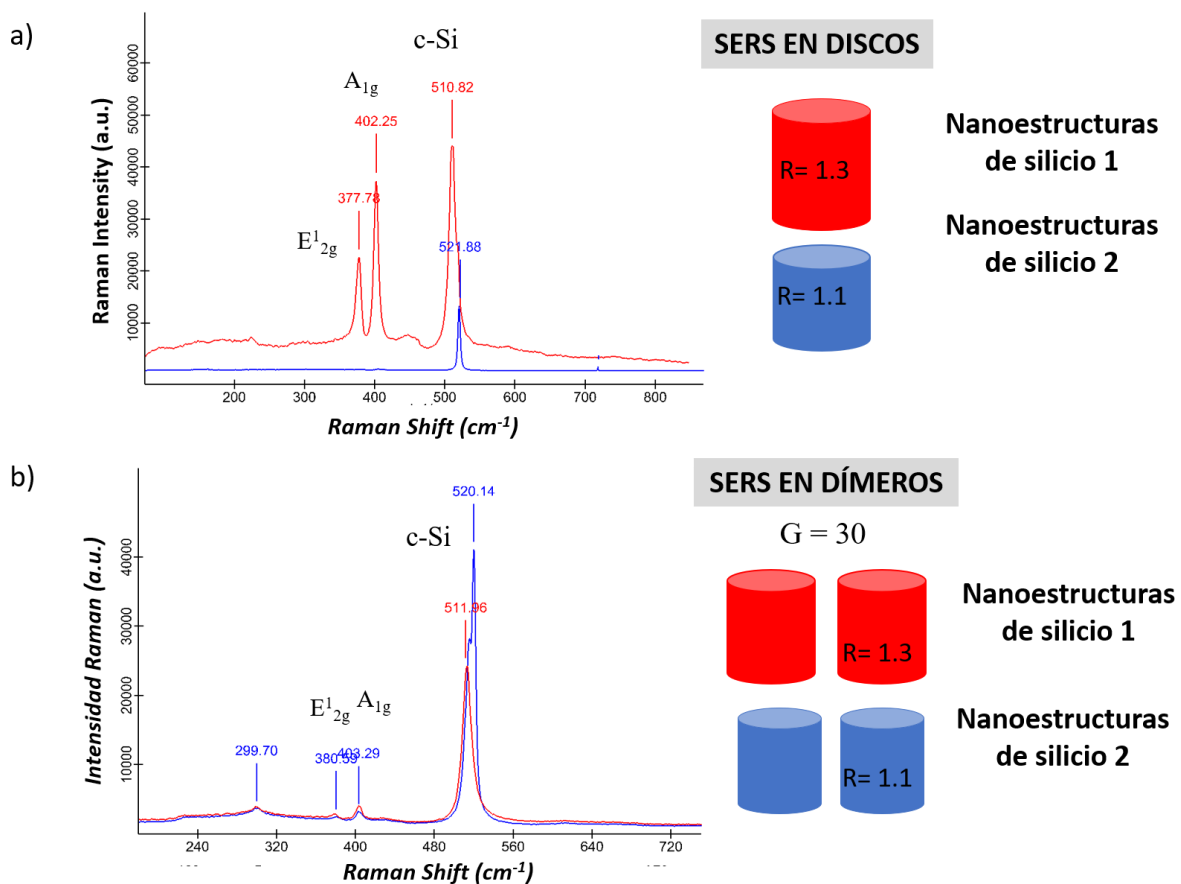 a)
Raman Intensity (a.u.)
60000
50000
40000
30000
20000
10000
c-Si
A1g
E¹2g
510.82
402.25
377.78
521.88
200 300 400 500 600 700 800
Raman Shift (cm⁻¹)
SERS EN DISCOS
R= 1.3
Nanoestructuras
de silicio 1
R= 1.1
Nanoestructuras
de silicio 2
b)
Intensidad Raman (a.u.)
40000
30000
20000
10000
520.14
c-Si
511.96
E¹2g A1g
299.70
380.59
403.29
240 320 400 480 560 640 720
Raman Shift (cm⁻¹)
SERS EN DÍMEROS
G = 30
R= 1.3
Nanoestructuras
de silicio 1
R= 1.1
Nanoestructuras
de silicio 2